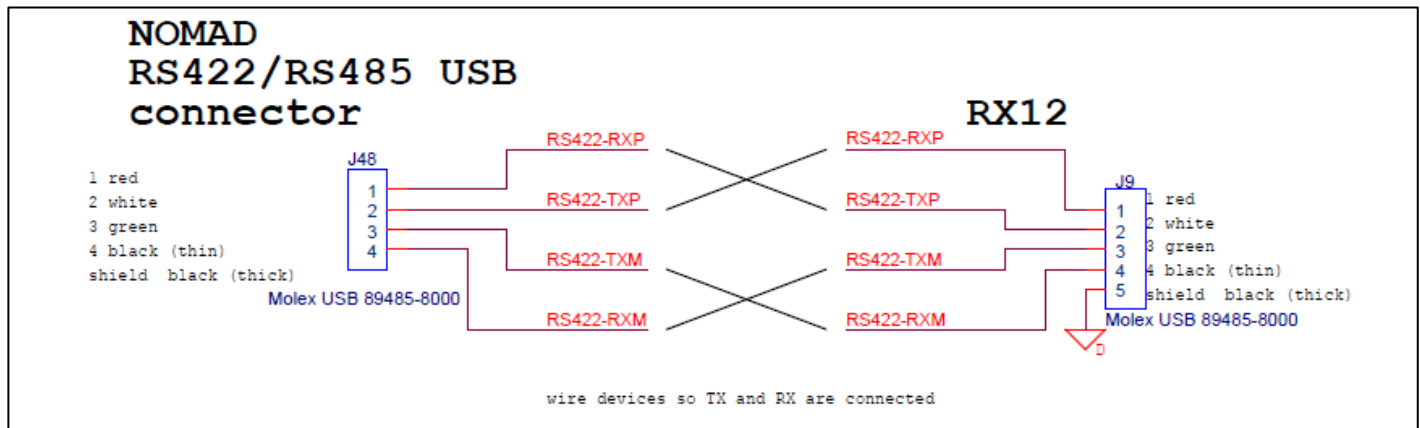 NOMAD
RS422/RS485 USB
connector
RX12
J48
1 red
2 white
3 green
4 black (thin)
shield black (thick)
1
2
3
4
Molex USB 89485-8000
RS422-RXP
RS422-TXP
RS422-TXM
RS422-RXM
RS422-RXP
RS422-TXP
RS422-TXM
RS422-RXM
J9
1
2
3
4
5
1 red
2 white
3 green
4 black (thin)
shield black (thick)
Molex USB 89485-8000
D
wire devices so TX and RX are connected